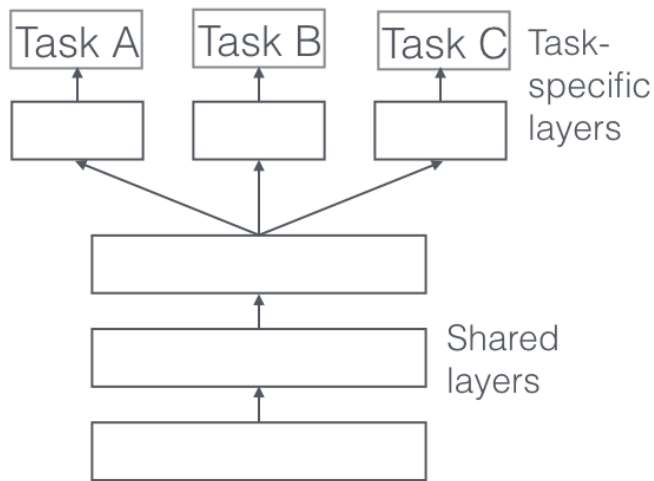 Task A
Task B
Task C
Task-
specific
layers
Shared
layers